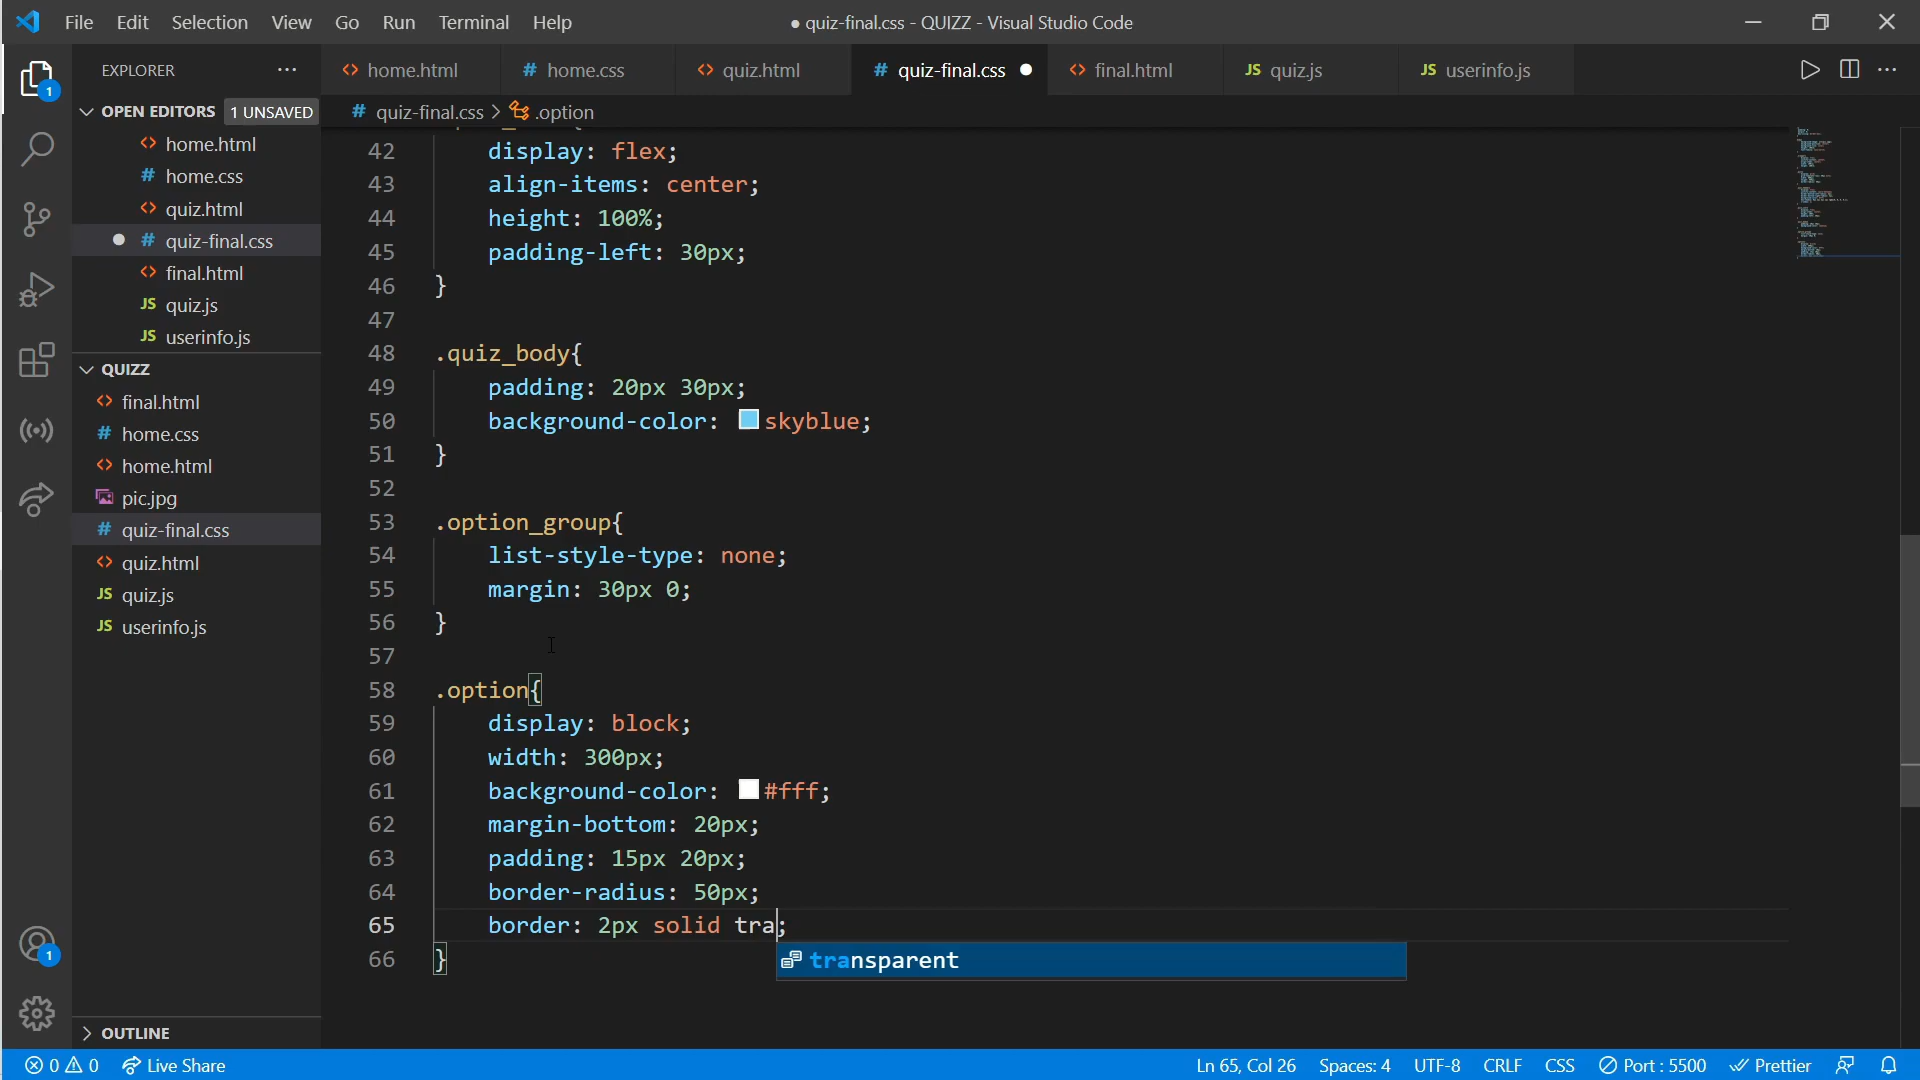 File Edit Selection View Go Run Terminal Help
● quiz-final.css - QUIZZ - Visual Studio Code
EXPLORER
OPEN EDITORS 1 UNSAVED
home.html
home.css
quiz.html
quiz-final.css
final.html
quiz.js
userinfo.js
QUIZZ
final.html
home.css
home.html
pic.jpg
quiz-final.css
quiz.html
quiz.js
userinfo.js
OUTLINE
1
1
home.html home.css quiz.html quiz-final.css final.html JS quiz.js JS userinfo.js
# quiz-final.css > .option
42 display: flex;
43 align-items: center;
44 height: 100%;
45 padding-left: 30px;
46 }
47
48 .quiz_body{
49 padding: 20px 30px;
50 background-color: skyblue;
51 }
52
53 .option_group{
54 list-style-type: none;
55 margin: 30px 0;
56 }
57
58 .option{
59 display: block;
60 width: 300px;
61 background-color: #fff;
62 margin-bottom: 20px;
63 padding: 15px 20px;
64 border-radius: 50px;
65 border: 2px solid tra;
66 }
transparent
0 0 Live Share Ln 65, Col 26 Spaces: 4 UTF-8 CRLF CSS Port : 5500 Prettier